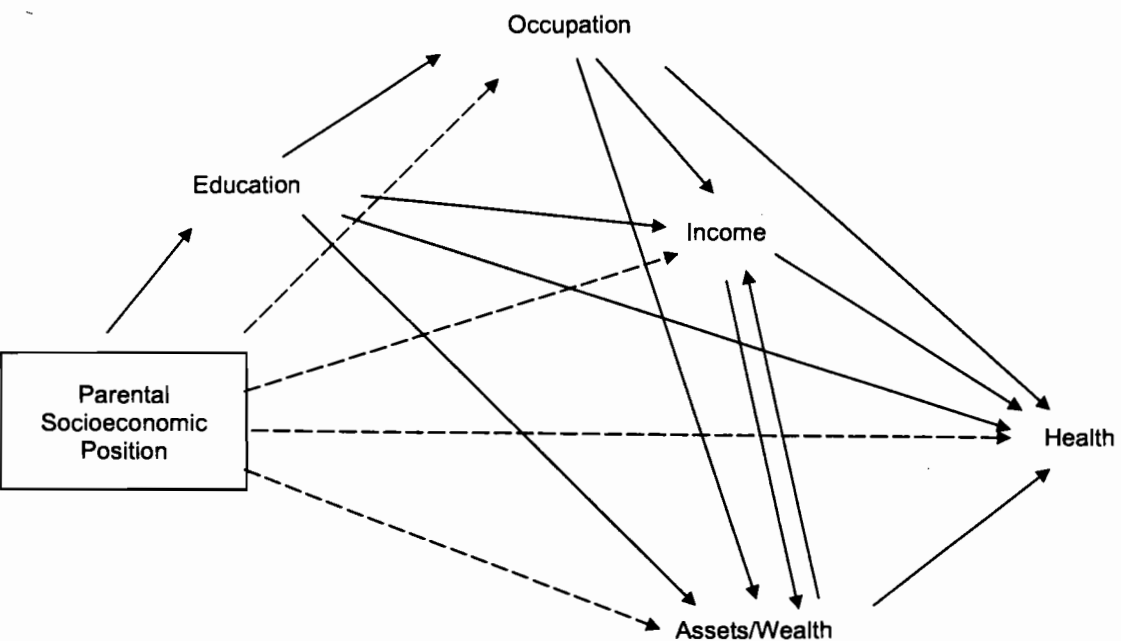 Occupation
Education
Income
Parental
Socioeconomic
Position
Health
Assets/Wealth